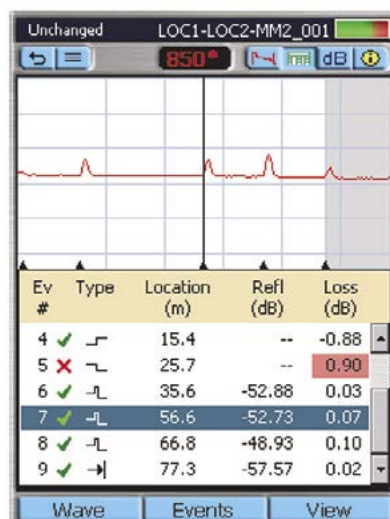 Unchanged LOC1-LOC2-MM2_001
850* dB
Ev # Type Location (m) Refl (dB) Loss (dB)
4 15.4 -- -0.88
5 25.7 -- 0.90
6 35.6 -52.88 0.03
7 56.6 -52.73 0.07
8 66.8 -48.93 0.10
9 77.3 -57.57 0.02
Wave Events View